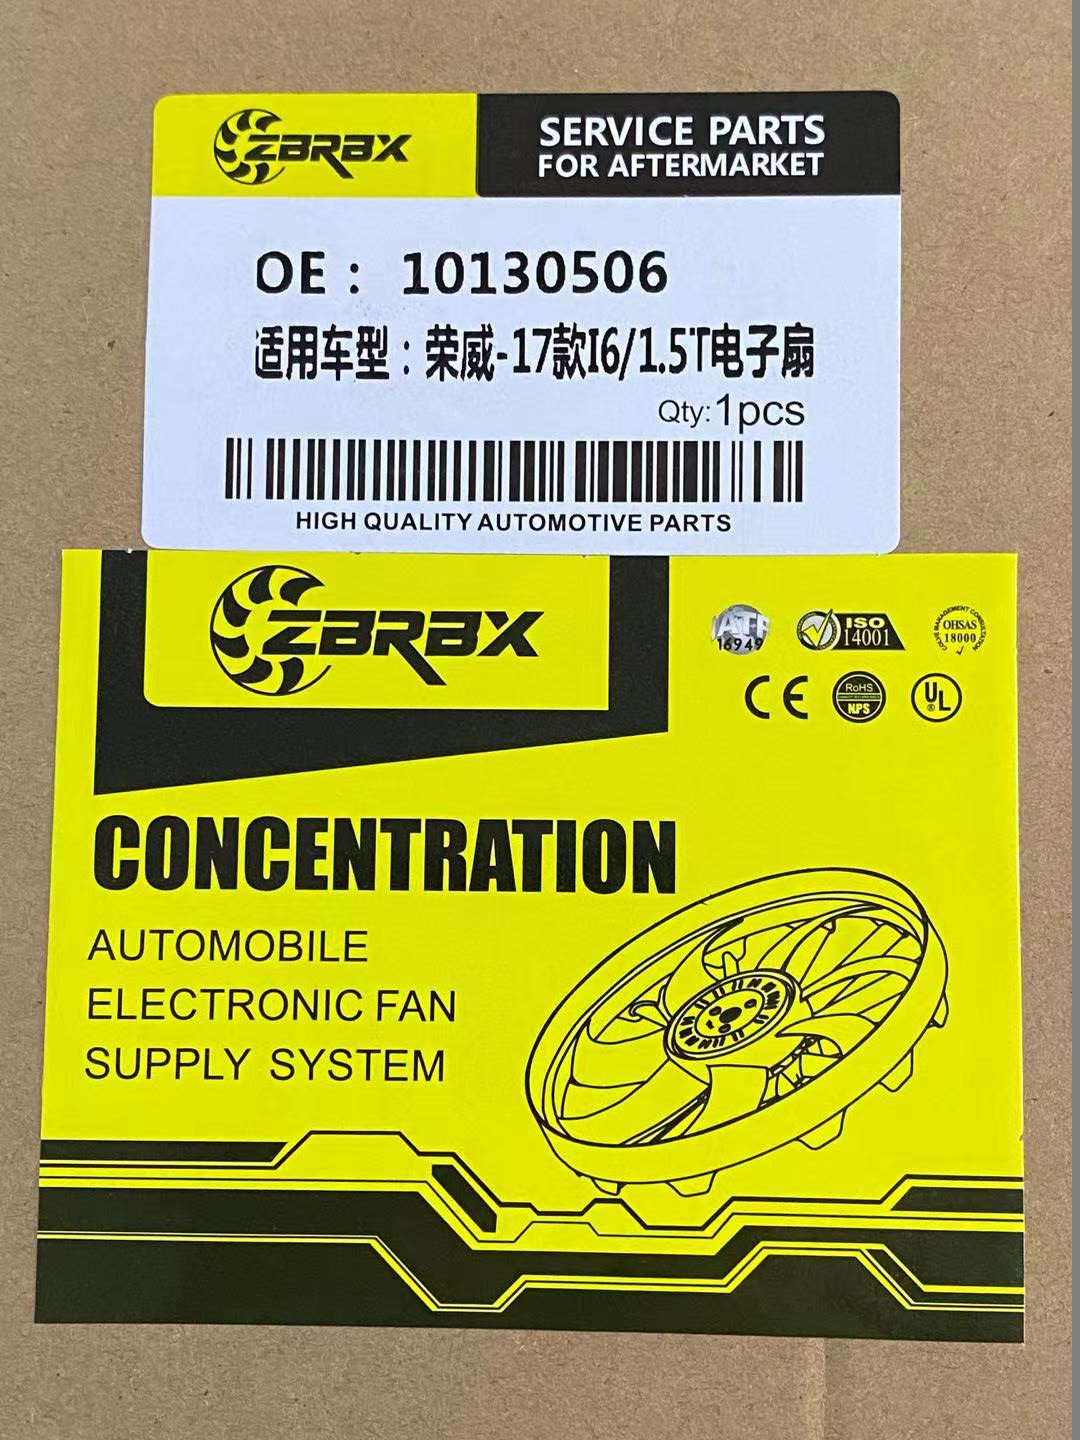 ZBRBX
SERVICE PARTS
FOR AFTERMARKET
OE： 10130506
适用车型：荣威-17款I6/1.5T电子扇
Qty:1pcs
HIGH QUALITY AUTOMOTIVE PARTS
ZBRBX
IATF
16949
ISO
14001
OHSAS
18000
CE
RoHS
NPS
UL
®
CONCENTRATION
AUTOMOBILE
ELECTRONIC FAN
SUPPLY SYSTEM